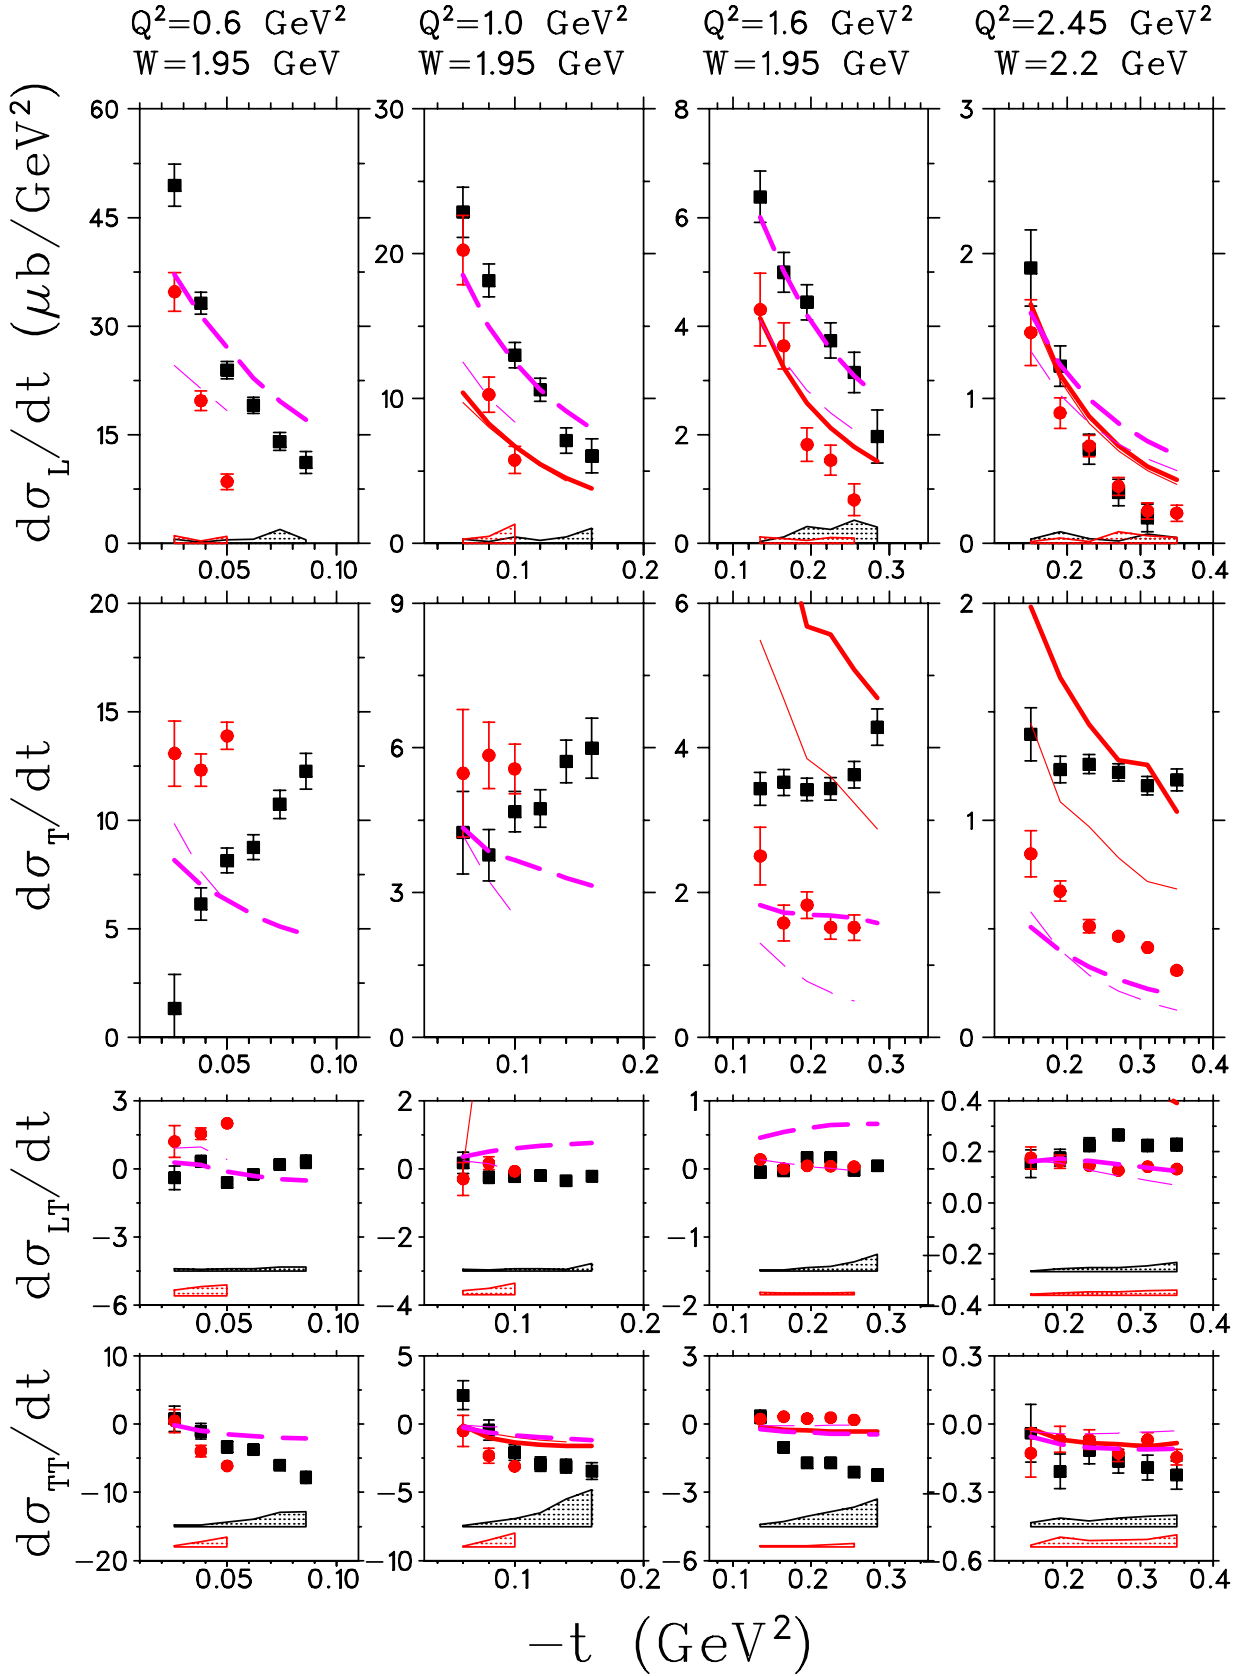 Q²=0.6 GeV² Q²=1.0 GeV² Q²=1.6 GeV² Q²=2.45 GeV²
W=1.95 GeV W=1.95 GeV W=1.95 GeV W=2.2 GeV
dσ_L/dt (μb/GeV²)
60 30 8 3
45 20 6 2
30 10 4 1
15 2
0 0 0 0
0.05 0.10 0.1 0.2 0.1 0.2 0.3 0.2 0.3 0.4
dσ_T/dt
20 9 6 2
15 6 4 1
10 3 2
5
0 0 0 0
0.05 0.10 0.1 0.2 0.1 0.2 0.3 0.2 0.3 0.4
dσ_LT/dt
3 2 1 0.4
0 0 0 0.2
−3 −2 −1 0.0
−0.2
−6 −4 −2 −0.4
0.05 0.10 0.1 0.2 0.1 0.2 0.3 0.2 0.3 0.4
dσ_TT/dt
10 5 3 0.3
0 0 0 0.0
−10 −5 −3 −0.3
−20 −10 −6 −0.6
0.05 0.10 0.1 0.2 0.1 0.2 0.3 0.2 0.3 0.4
−t (GeV²)